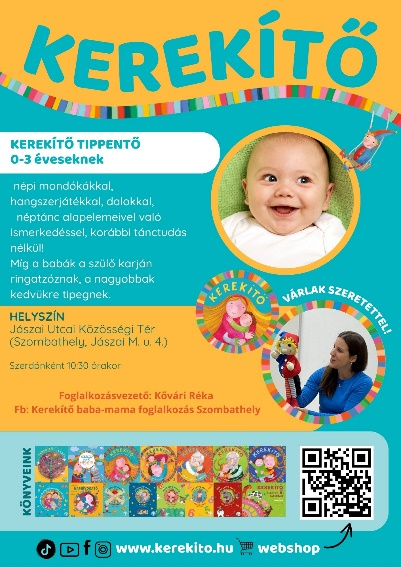 KEREKÍTŐ
KEREKÍTŐ TIPPENTŐ
0-3 éveseknek
népi mondókákkal,
hangszerjátékkal, dalokkal,
néptánc alapelemeivel való
ismerkedéssel, korábbi tánctudás
nélkül!
Míg a babák a szülő karján
ringatóznak, a nagyobbak
kedvükre tipegnek.
KEREKÍTŐ
VÁRLAK SZERETETTEL!
HELYSZÍN
Jászai Utcai Közösségi Tér
(Szombathely, Jászai M. u. 4.)
Szerdánként 10:30 órakor
Foglalkozásvezető: Kővári Réka
Fb: Kerekítő baba-mama foglalkozás Szombathely
KÖNYVEINK
www.kerekito.hu webshop